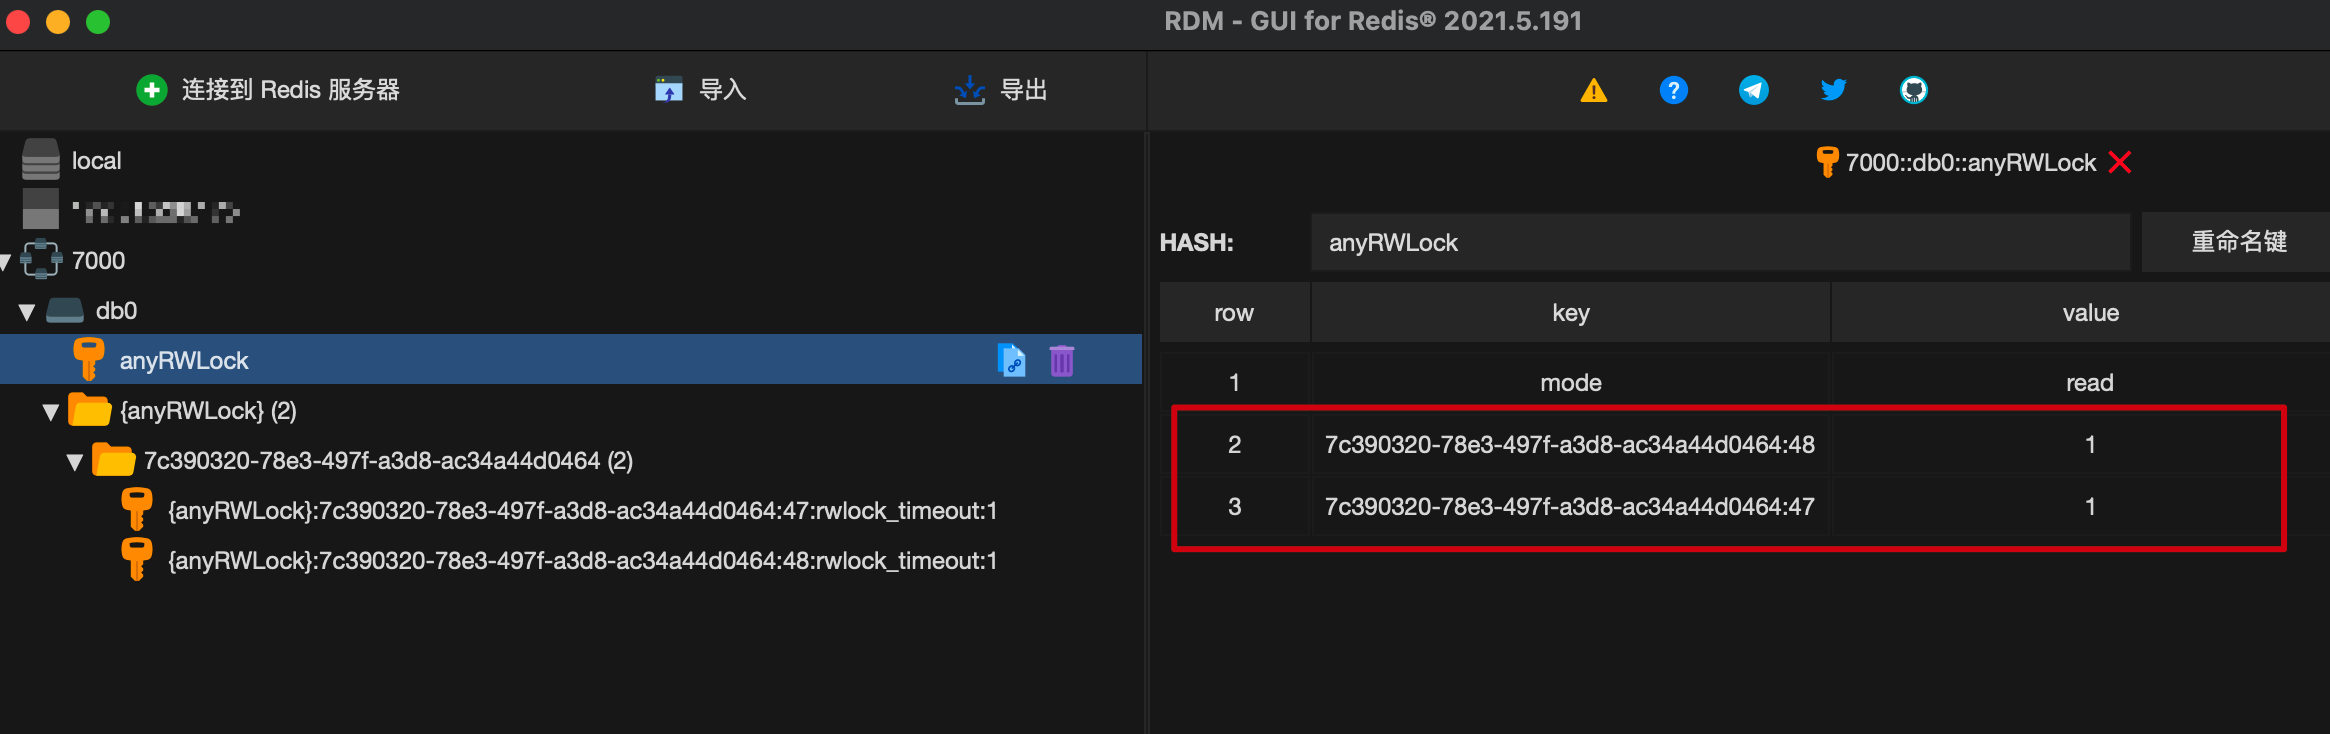 RDM - GUI for Redis® 2021.5.191
连接到 Redis 服务器
导入
导出
local
7000
db0
anyRWLock
{anyRWLock} (2)
7c390320-78e3-497f-a3d8-ac34a44d0464 (2)
{anyRWLock}:7c390320-78e3-497f-a3d8-ac34a44d0464:47:rwlock_timeout:1
{anyRWLock}:7c390320-78e3-497f-a3d8-ac34a44d0464:48:rwlock_timeout:1
7000::db0::anyRWLock
HASH: anyRWLock 重命名键
row key value
1 mode read
2 7c390320-78e3-497f-a3d8-ac34a44d0464:48 1
3 7c390320-78e3-497f-a3d8-ac34a44d0464:47 1